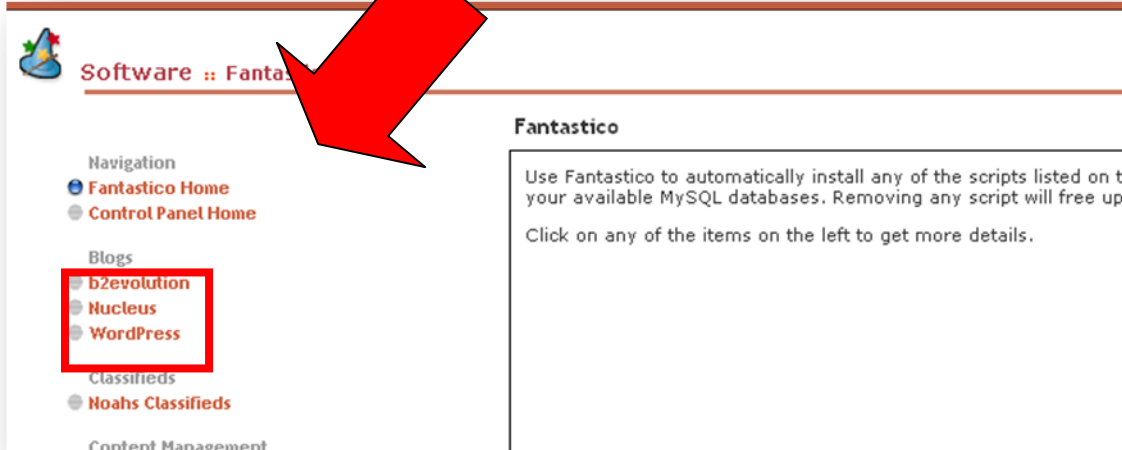 Software :: Fantas
Fantastico
Navigation
Fantastico Home
Control Panel Home
Blogs
b2evolution
Nucleus
WordPress
Classifieds
Noahs Classifieds
Content Management
Use Fantastico to automatically install any of the scripts listed on t
your available MySQL databases. Removing any script will free up
Click on any of the items on the left to get more details.